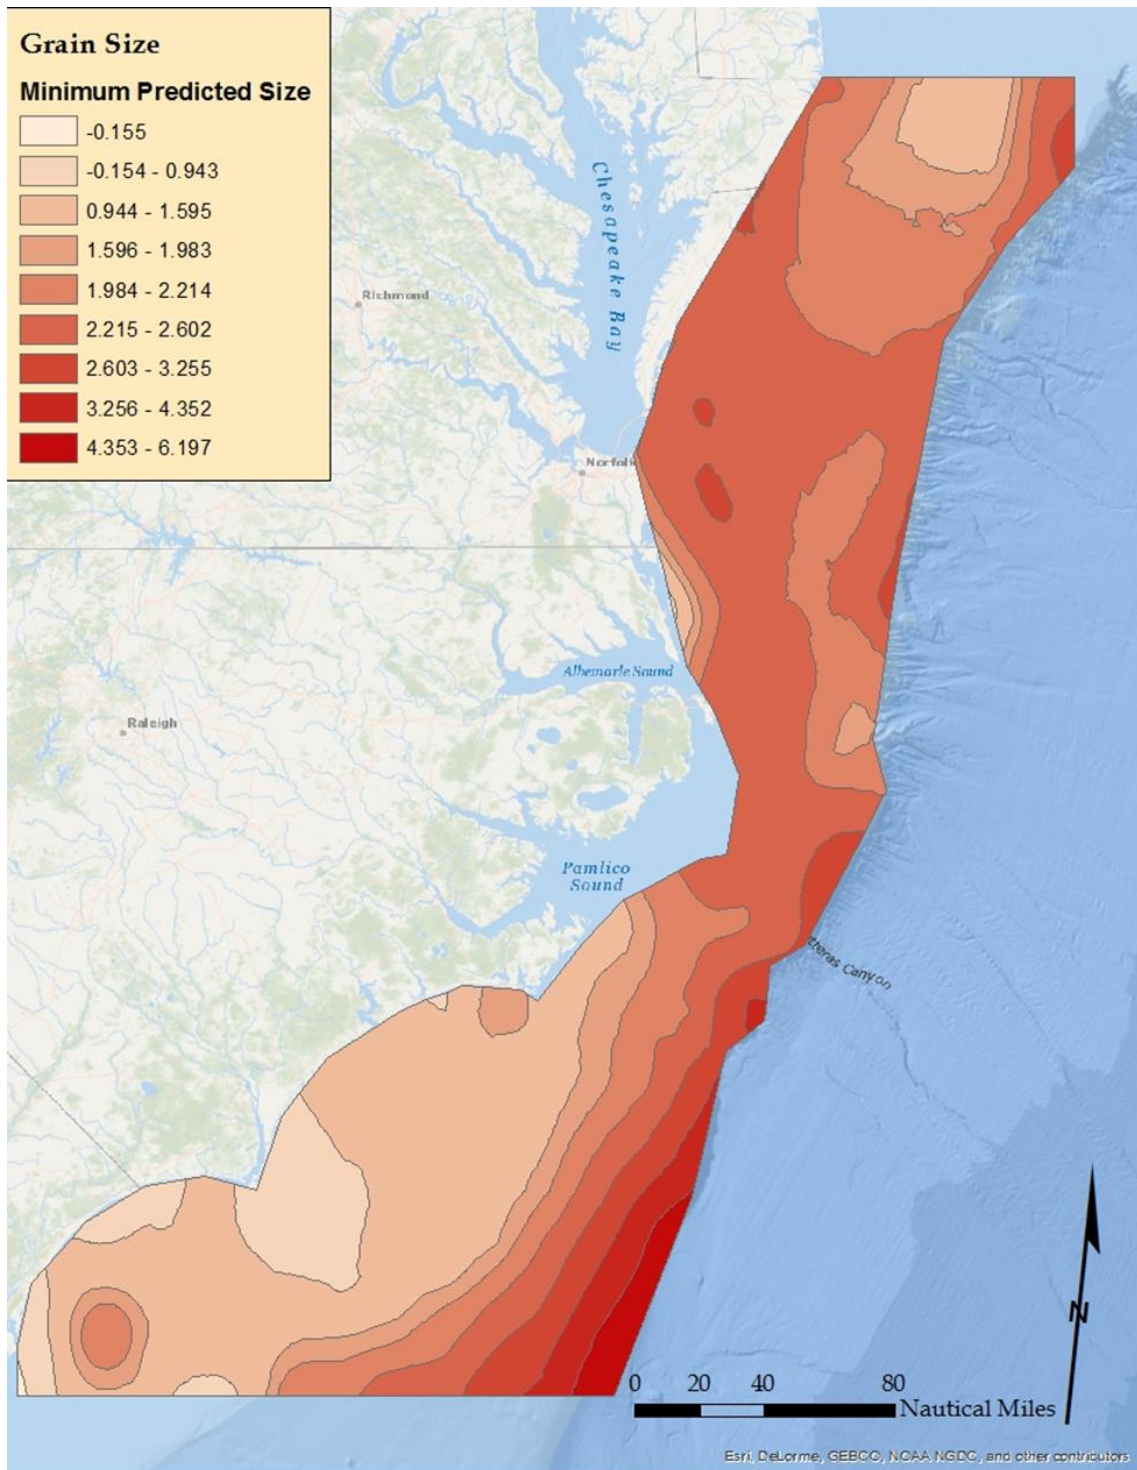 Grain Size
Minimum Predicted Size
-0.155
-0.154 - 0.943
0.944 - 1.595
1.596 - 1.983
1.984 - 2.214
2.215 - 2.602
2.603 - 3.255
3.256 - 4.352
4.353 - 6.197
Chesapeake Bay
Richmond
Norfolk
Albemarle Sound
Raleigh
Pamlico
Sound
tteras Canyon
N
0 20 40 80
Nautical Miles
Esri, DeLorme, GEBCO, NOAA NGDC, and other contributors